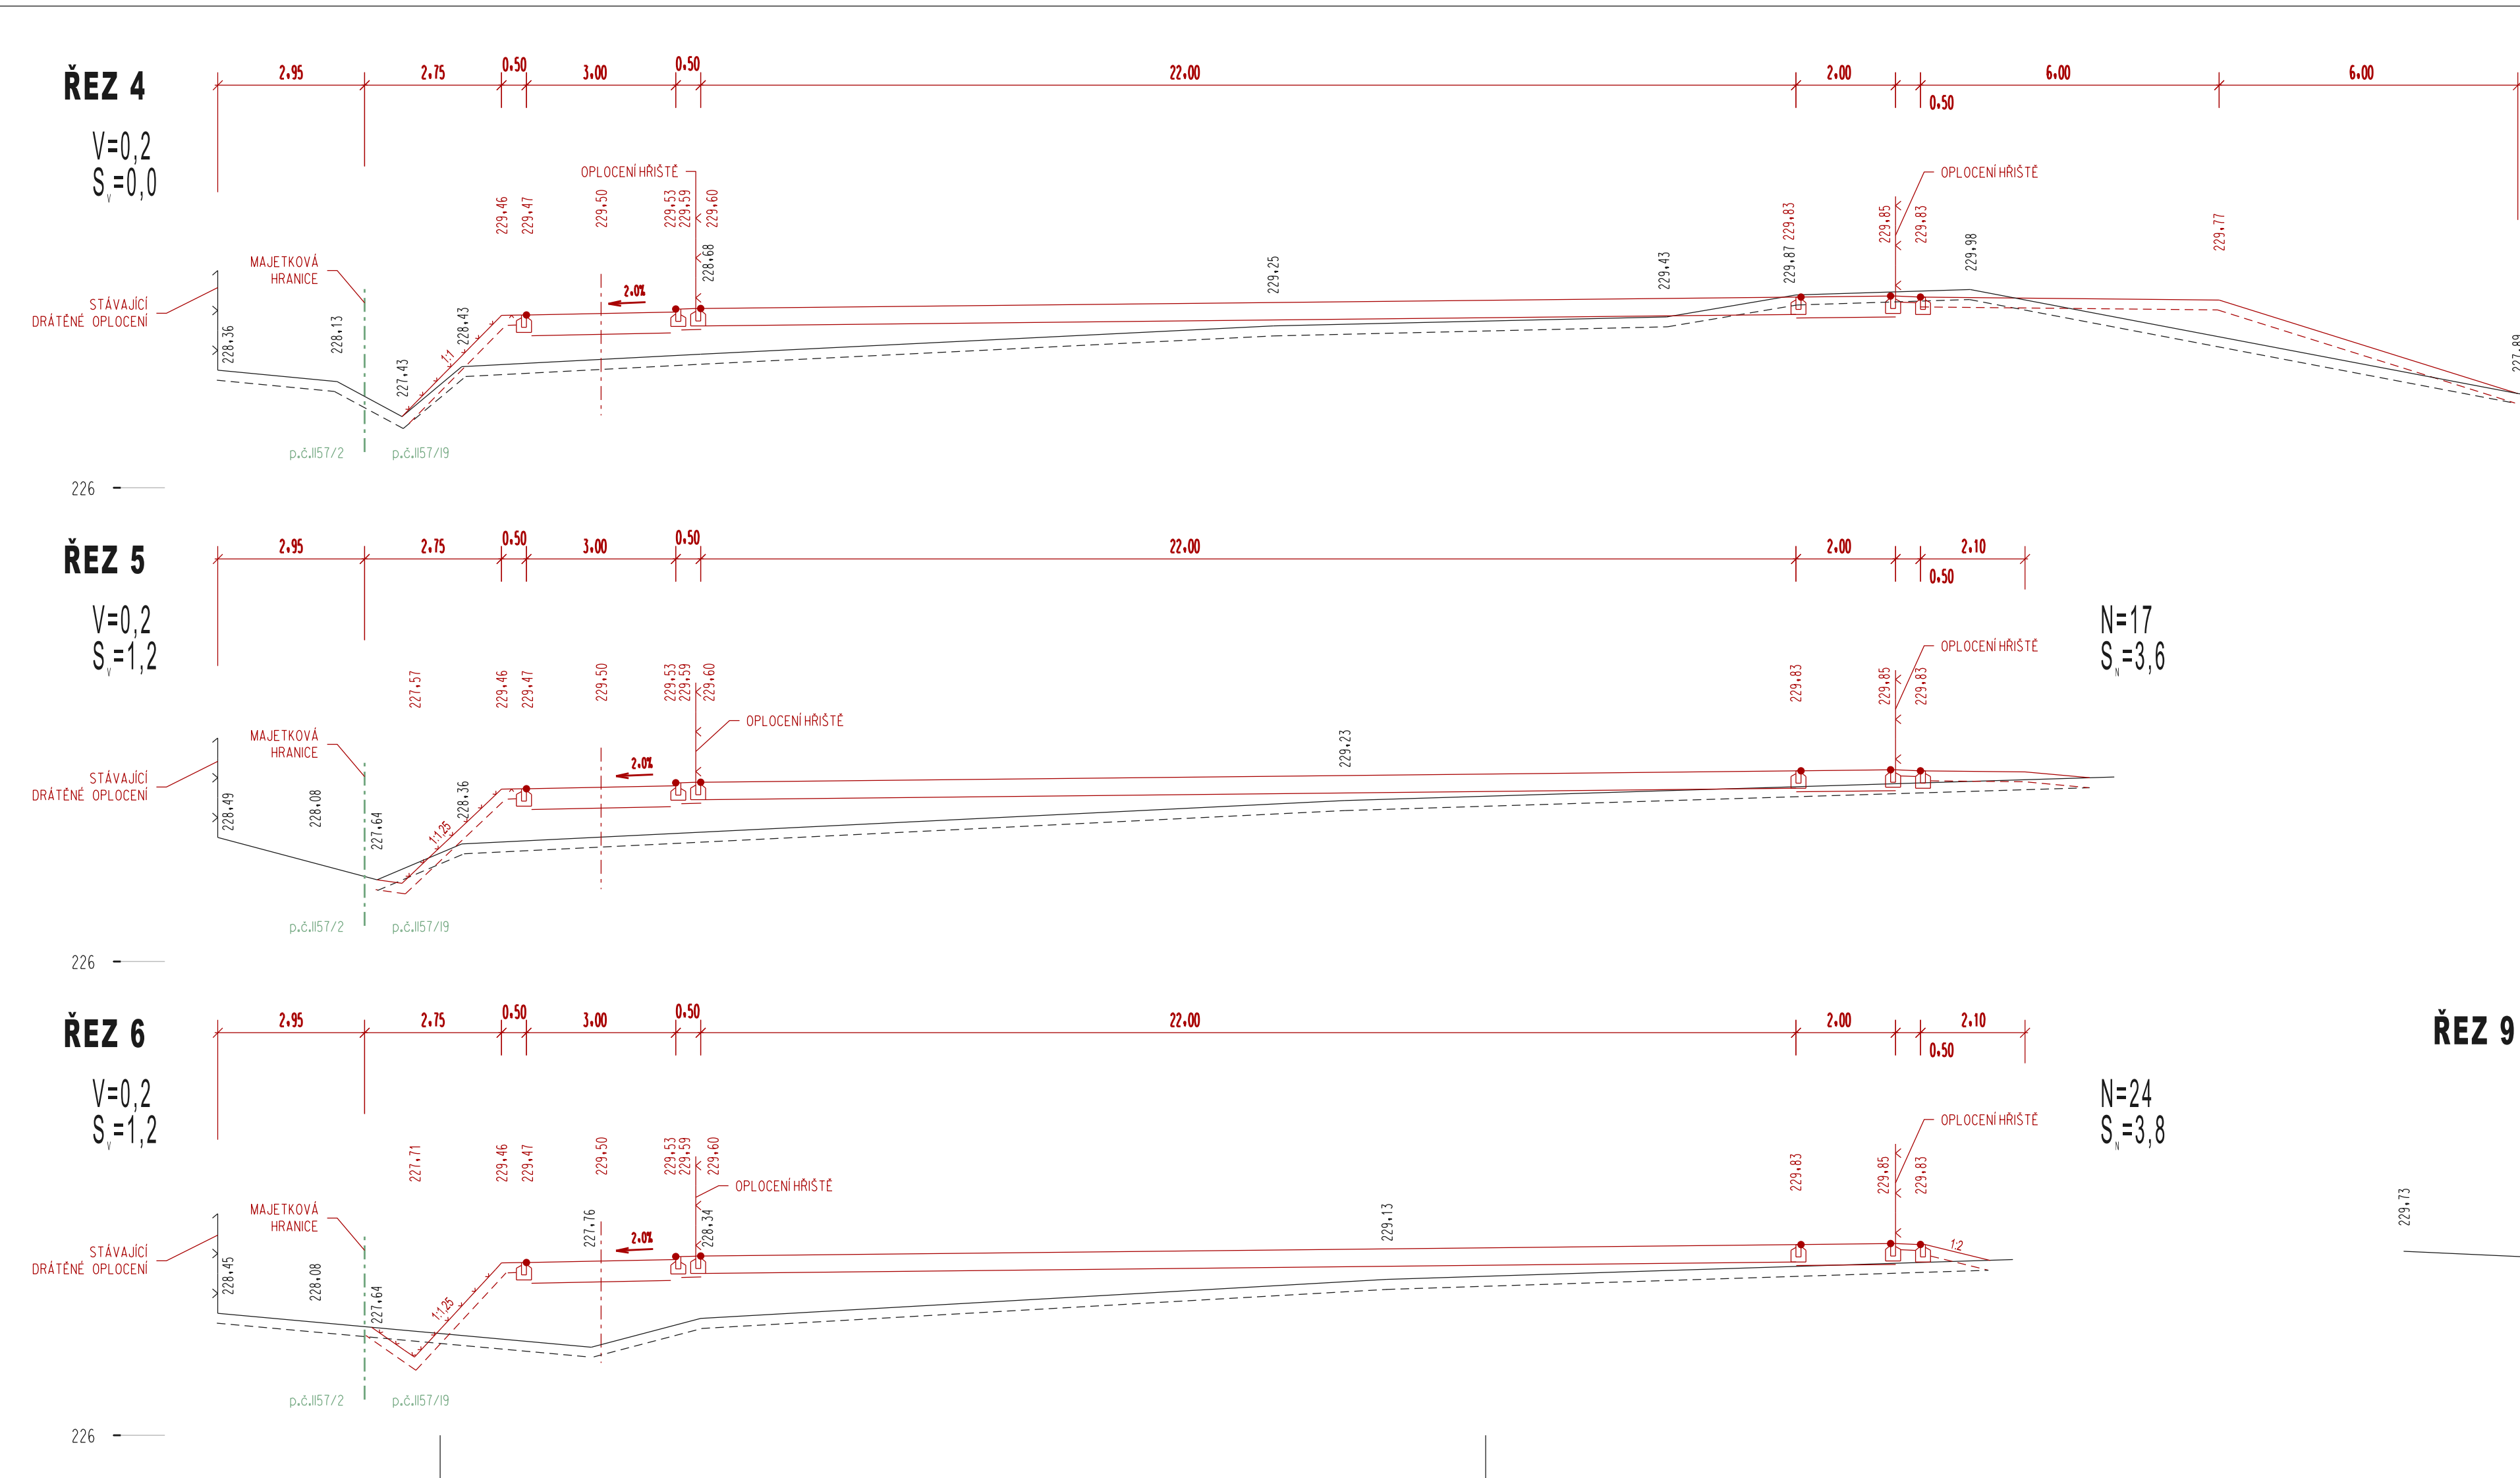 ŘEZ 4
2.95 2.75 0.50 3.00 0.50 22.00 2.00 0.50 6.00 6.00
V=0,2
Sv=0,0
OPLOCENÍ HŘIŠTĚ
OPLOCENÍ HŘIŠTĚ
229.46 229.47 229.50 229.53 229.59 229.60 229.83 229.85 229.83 229.77
MAJETKOVÁ
HRANICE
STÁVAJÍCÍ
DRÁTĚNÉ OPLOCENÍ
228.36 228.13 227.43 228.43 228.68 229.25 229.43 229.87 229.98 227.89
1:1
2.0%
p.č.1157/2 p.č.1157/19
226
ŘEZ 5
2.95 2.75 0.50 3.00 0.50 22.00 2.00 0.50 2.10
V=0,2
Sv=1,2
N=17
SN=3,6
OPLOCENÍ HŘIŠTĚ
227.57 229.46 229.47 229.50 229.53 229.59 229.60 229.83 229.85 229.83
OPLOCENÍ HŘIŠTĚ
MAJETKOVÁ
HRANICE
STÁVAJÍCÍ
DRÁTĚNÉ OPLOCENÍ
228.49 228.08 227.64 228.36 229.23
1:1,25
2.0%
p.č.1157/2 p.č.1157/19
226
ŘEZ 6
2.95 2.75 0.50 3.00 0.50 22.00 2.00 0.50 2.10
ŘEZ 9
V=0,2
Sv=1,2
N=24
SN=3,8
OPLOCENÍ HŘIŠTĚ
227.71 229.46 229.47 229.50 229.53 229.59 229.60 229.83 229.85 229.83
OPLOCENÍ HŘIŠTĚ
MAJETKOVÁ
HRANICE
STÁVAJÍCÍ
DRÁTĚNÉ OPLOCENÍ
228.45 228.08 227.64 227.76 228.34 229.13 229.73
1:1,25
2.0%
1:2
p.č.1157/2 p.č.1157/19
226